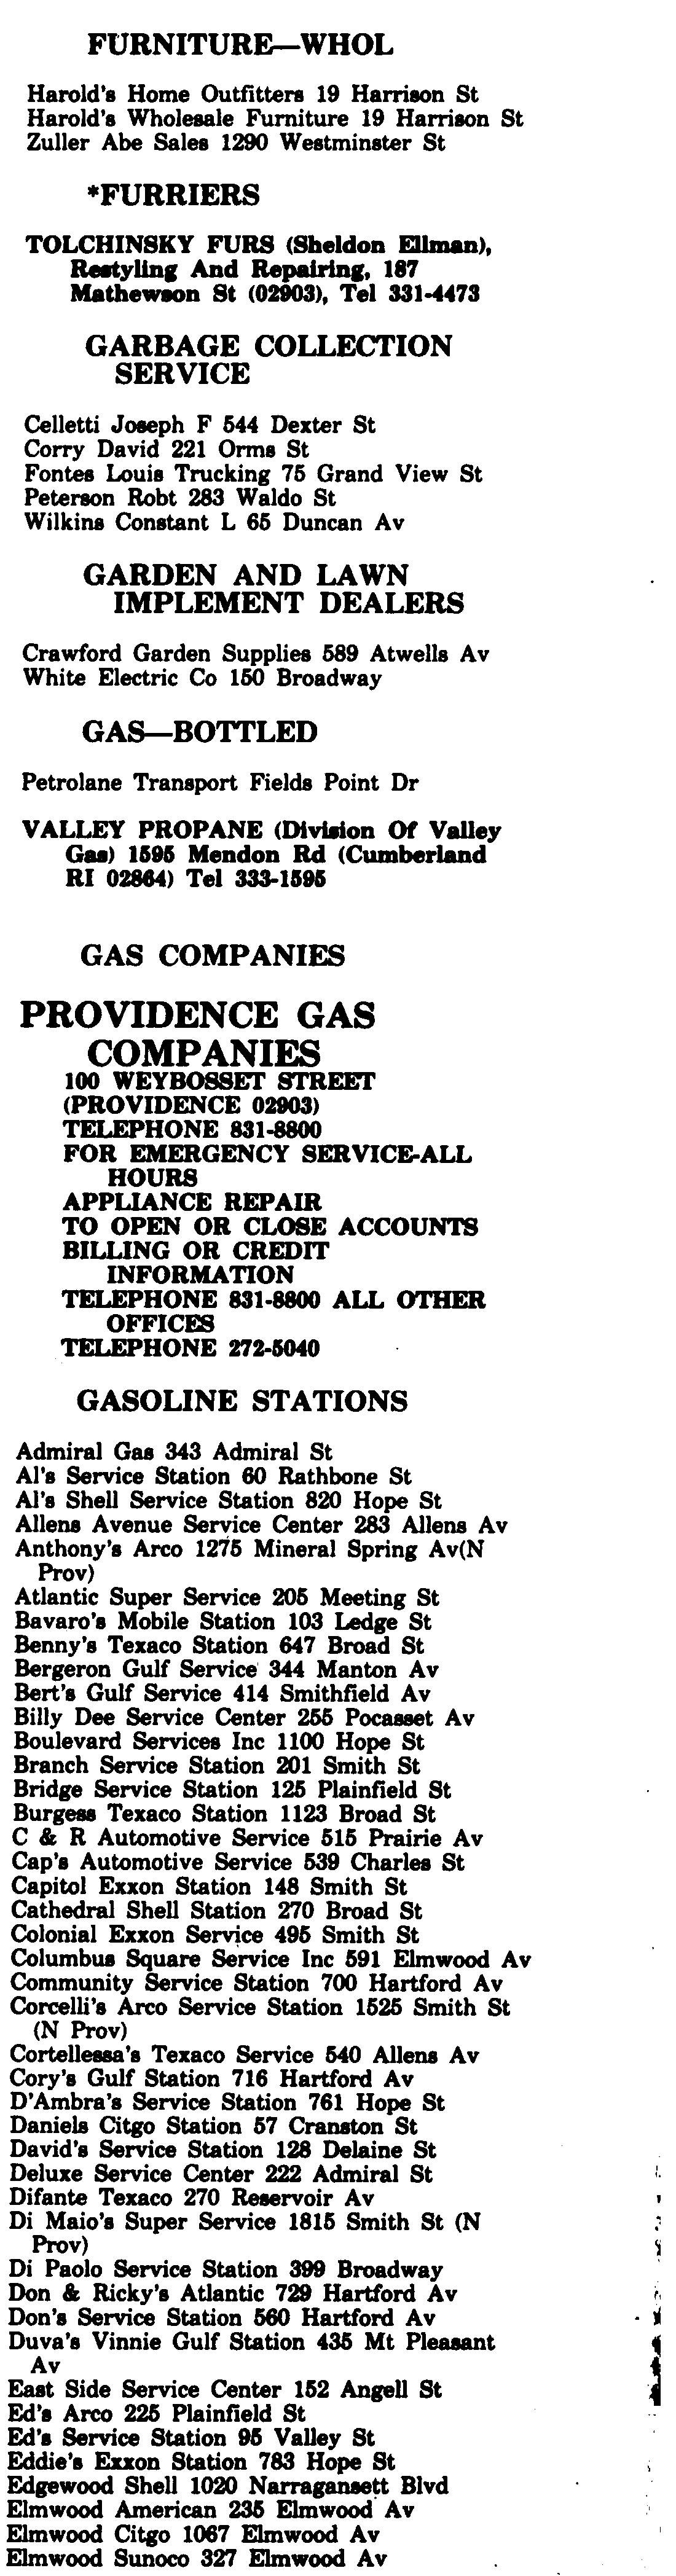 FURNITURE—WHOL
Harold's Home Outfitters 19 Harrison St
Harold's Wholesale Furniture 19 Harrison St
Zuller Abe Sales 1290 Westminster St
*FURRIERS
TOLCHINSKY FURS (Sheldon Ellman),
Restyling And Repairing, 187
Mathewson St (02903), Tel 331-4473
GARBAGE COLLECTION
SERVICE
Celletti Joseph F 544 Dexter St
Corry David 221 Orms St
Fontes Louis Trucking 75 Grand View St
Peterson Robt 283 Waldo St
Wilkins Constant L 65 Duncan Av
GARDEN AND LAWN
IMPLEMENT DEALERS
Crawford Garden Supplies 589 Atwells Av
White Electric Co 150 Broadway
GAS—BOTTLED
Petrolane Transport Fields Point Dr
VALLEY PROPANE (Division Of Valley
Gas) 1595 Mendon Rd (Cumberland
RI 02864) Tel 333-1595
GAS COMPANIES
PROVIDENCE GAS
COMPANIES
100 WEYBOSSET STREET
(PROVIDENCE 02903)
TELEPHONE 831-8800
FOR EMERGENCY SERVICE-ALL
HOURS
APPLIANCE REPAIR
TO OPEN OR CLOSE ACCOUNTS
BILLING OR CREDIT
INFORMATION
TELEPHONE 831-8800 ALL OTHER
OFFICES
TELEPHONE 272-5040
GASOLINE STATIONS
Admiral Gas 343 Admiral St
Al's Service Station 60 Rathbone St
Al's Shell Service Station 820 Hope St
Allens Avenue Service Center 283 Allens Av
Anthony's Arco 1275 Mineral Spring Av(N
Prov)
Atlantic Super Service 205 Meeting St
Bavaro's Mobile Station 103 Ledge St
Benny's Texaco Station 647 Broad St
Bergeron Gulf Service 344 Manton Av
Bert's Gulf Service 414 Smithfield Av
Billy Dee Service Center 255 Pocasset Av
Boulevard Services Inc 1100 Hope St
Branch Service Station 201 Smith St
Bridge Service Station 125 Plainfield St
Burgess Texaco Station 1123 Broad St
C & R Automotive Service 515 Prairie Av
Cap's Automotive Service 539 Charles St
Capitol Exxon Station 148 Smith St
Cathedral Shell Station 270 Broad St
Colonial Exxon Service 495 Smith St
Columbus Square Service Inc 591 Elmwood Av
Community Service Station 700 Hartford Av
Corcelli's Arco Service Station 1525 Smith St
(N Prov)
Cortellessa's Texaco Service 540 Allens Av
Cory's Gulf Station 716 Hartford Av
D'Ambra's Service Station 761 Hope St
Daniels Citgo Station 57 Cranston St
David's Service Station 128 Delaine St
Deluxe Service Center 222 Admiral St
Difante Texaco 270 Reservoir Av
Di Maio's Super Service 1815 Smith St (N
Prov)
Di Paolo Service Station 399 Broadway
Don & Ricky's Atlantic 729 Hartford Av
Don's Service Station 560 Hartford Av
Duva's Vinnie Gulf Station 435 Mt Pleasant
Av
East Side Service Center 152 Angell St
Ed's Arco 225 Plainfield St
Ed's Service Station 95 Valley St
Eddie's Exxon Station 783 Hope St
Edgewood Shell 1020 Narragansett Blvd
Elmwood American 235 Elmwood Av
Elmwood Citgo 1067 Elmwood Av
Elmwood Sunoco 327 Elmwood Av